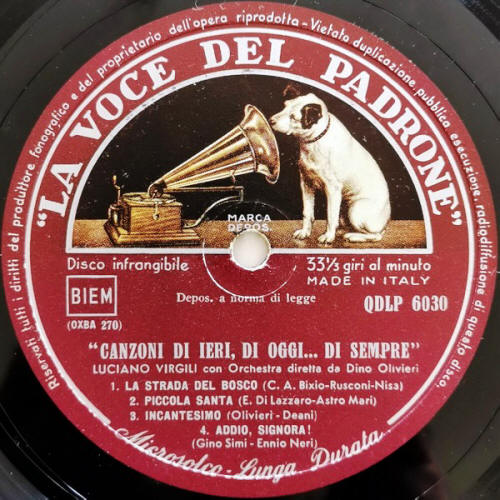 Riservati tutti i diritti del produttore fonografico e del proprietario dell'opera riprodotta - Vietata duplicazione, pubblica esecuzione, radiodiffusione di questo disco.
"LA VOCE DEL PADRONE"
MARCA
DEPOS
Disco infrangibile
33⅓ giri al minuto
MADE IN ITALY
BIEM
Depos. a norma di legge
QDLP 6030
(OXBA 270)
"CANZONI DI IERI, DI OGGI... DI SEMPRE"
LUCIANO VIRGILI con Orchestra diretta da Dino Olivieri
1. LA STRADA DEL BOSCO (C. A. Bixio-Rusconi-Nisa)
2. PICCOLA SANTA (E. Di Lazzaro-Astro Mari)
3. INCANTESIMO (Olivieri - Deani)
4. ADDIO, SIGNORA!
(Gino Simi - Ennio Neri)
Microsolco - Lunga Durata